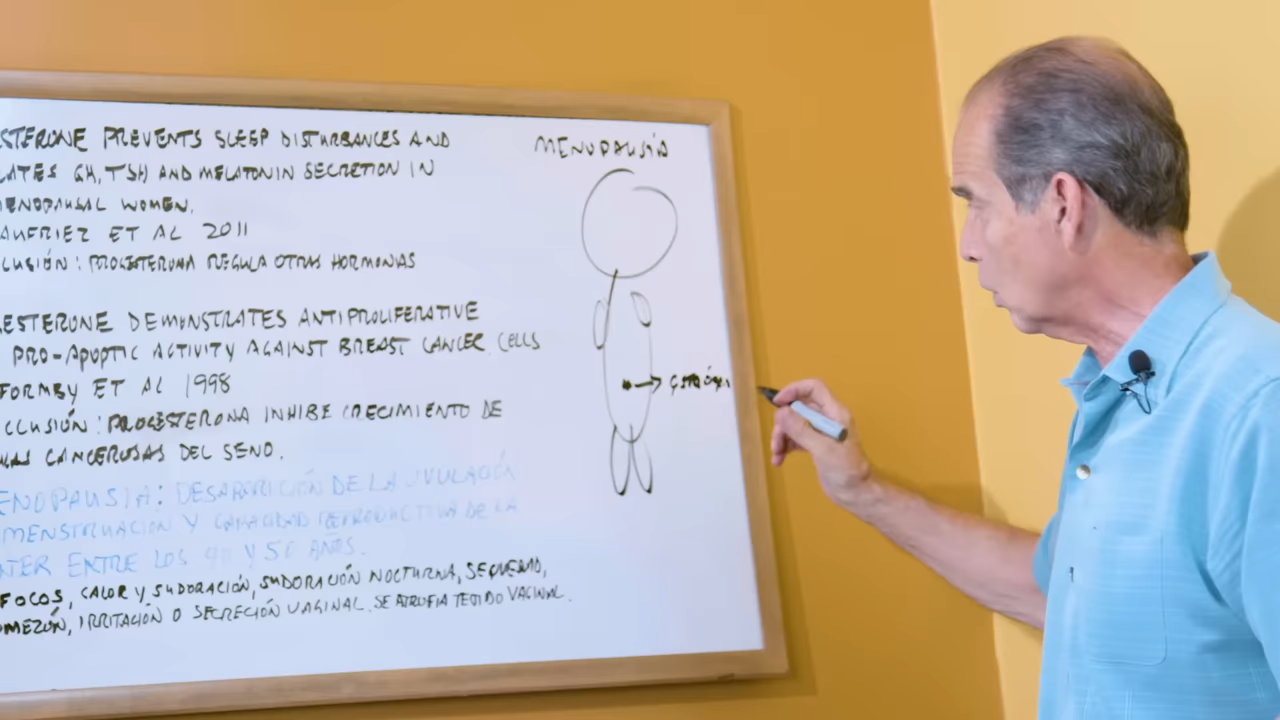 STERONE PREVENTS SLEEP DISTURBANCES AND
LATES GH, TSH AND MELATONIN SECRETION IN
ENOPAUSAL WOMEN.
AUFRIEZ ET AL 2011
CLUSIÓN: PROGESTERONA REGULA OTRAS HORMONAS
ESTERONE DEMONSTRATES ANTIPROLIFERATIVE
PRO-APOPTIC ACTIVITY AGAINST BREAST CANCER CELLS
FORMBY ET AL 1998
CLUSIÓN: PROGESTERONA INHIBE CRECIMIENTO DE
LAS CANCEROSAS DEL SENO.
ENOPAUSIA: DESAPARICIÓN DE LA OVULACIÓN
MENSTRUACIÓN Y CAPACIDAD REPRODUCTIVA DE LA
JER ENTRE LOS 40 Y 50 AÑOS.
FOCOS, CALOR Y SUDORACIÓN, SUDORACIÓN NOCTURNA, SEQUEDAD,
OMEZÓN, IRRITACIÓN O SECRECIÓN VAGINAL. SE ATROFIA TEJIDO VAGINAL.
MENOPAUSIA